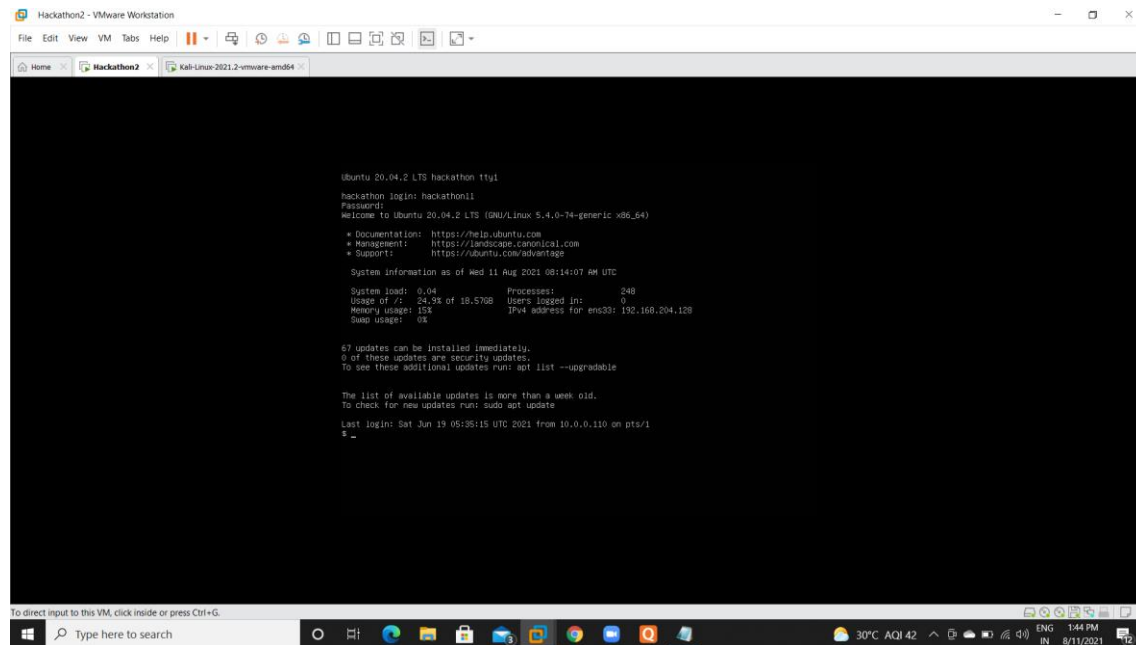 Hackathon2 - VMware Workstation
File Edit View VM Tabs Help
Home Hackathon2 Kali-Linux-2021.2-vmware-amd64
Ubuntu 20.04.2 LTS hackathon tty1
hackathon login: hackathonll
Password:
Welcome to Ubuntu 20.04.2 LTS (GNU/Linux 5.4.0-74-generic x86_64)
* Documentation: https://help.ubuntu.com
* Management: https://landscape.canonical.com
* Support: https://ubuntu.com/advantage
System information as of Wed 11 Aug 2021 08:14:07 AM UTC
System load: 0.04 Processes: 248
Usage of /: 24.9% of 18.57GB Users logged in: 0
Memory usage: 15% IPv4 address for ens33: 192.168.204.128
Swap usage: 0%
67 updates can be installed immediately.
0 of these updates are security updates.
To see these additional updates run: apt list --upgradable
The list of available updates is more than a week old.
To check for new updates run: sudo apt update
Last login: Sat Jun 19 05:35:15 UTC 2021 from 10.0.0.110 on pts/1
$ _
To direct input to this VM, click inside or press Ctrl+G.
Type here to search
30°C AQI 42
ENG 1:44 PM
IN 8/11/2021